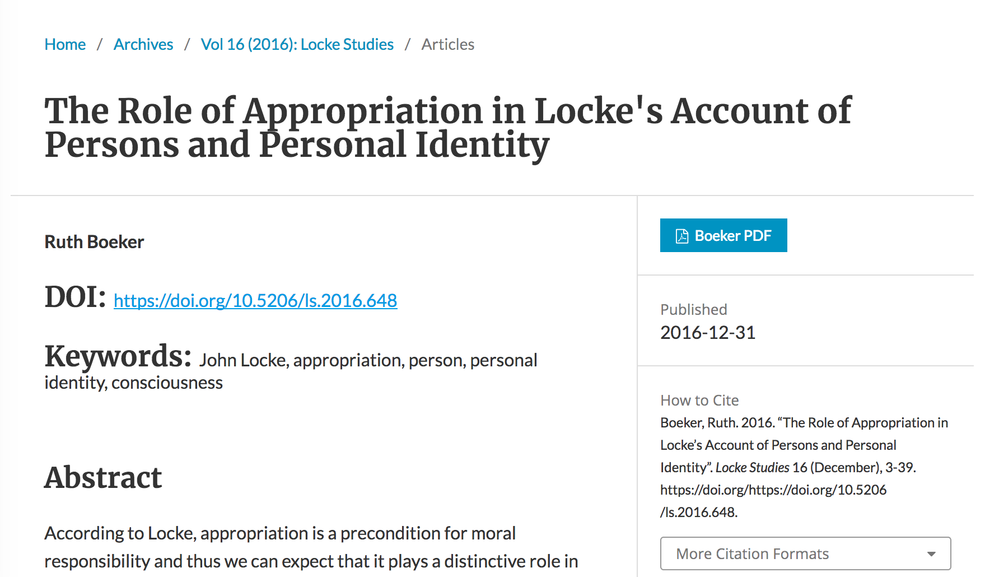 Home / Archives / Vol 16 (2016): Locke Studies / Articles
The Role of Appropriation in Locke's Account of
Persons and Personal Identity
Ruth Boeker
DOI: https://doi.org/10.5206/ls.2016.648
Keywords: John Locke, appropriation, person, personal
identity, consciousness
Abstract
According to Locke, appropriation is a precondition for moral
responsibility and thus we can expect that it plays a distinctive role in
Boeker PDF
Published
2016-12-31
How to Cite
Boeker, Ruth. 2016. “The Role of Appropriation in
Locke’s Account of Persons and Personal
Identity”. Locke Studies 16 (December), 3-39.
https://doi.org/https://doi.org/10.5206
/ls.2016.648.
More Citation Formats